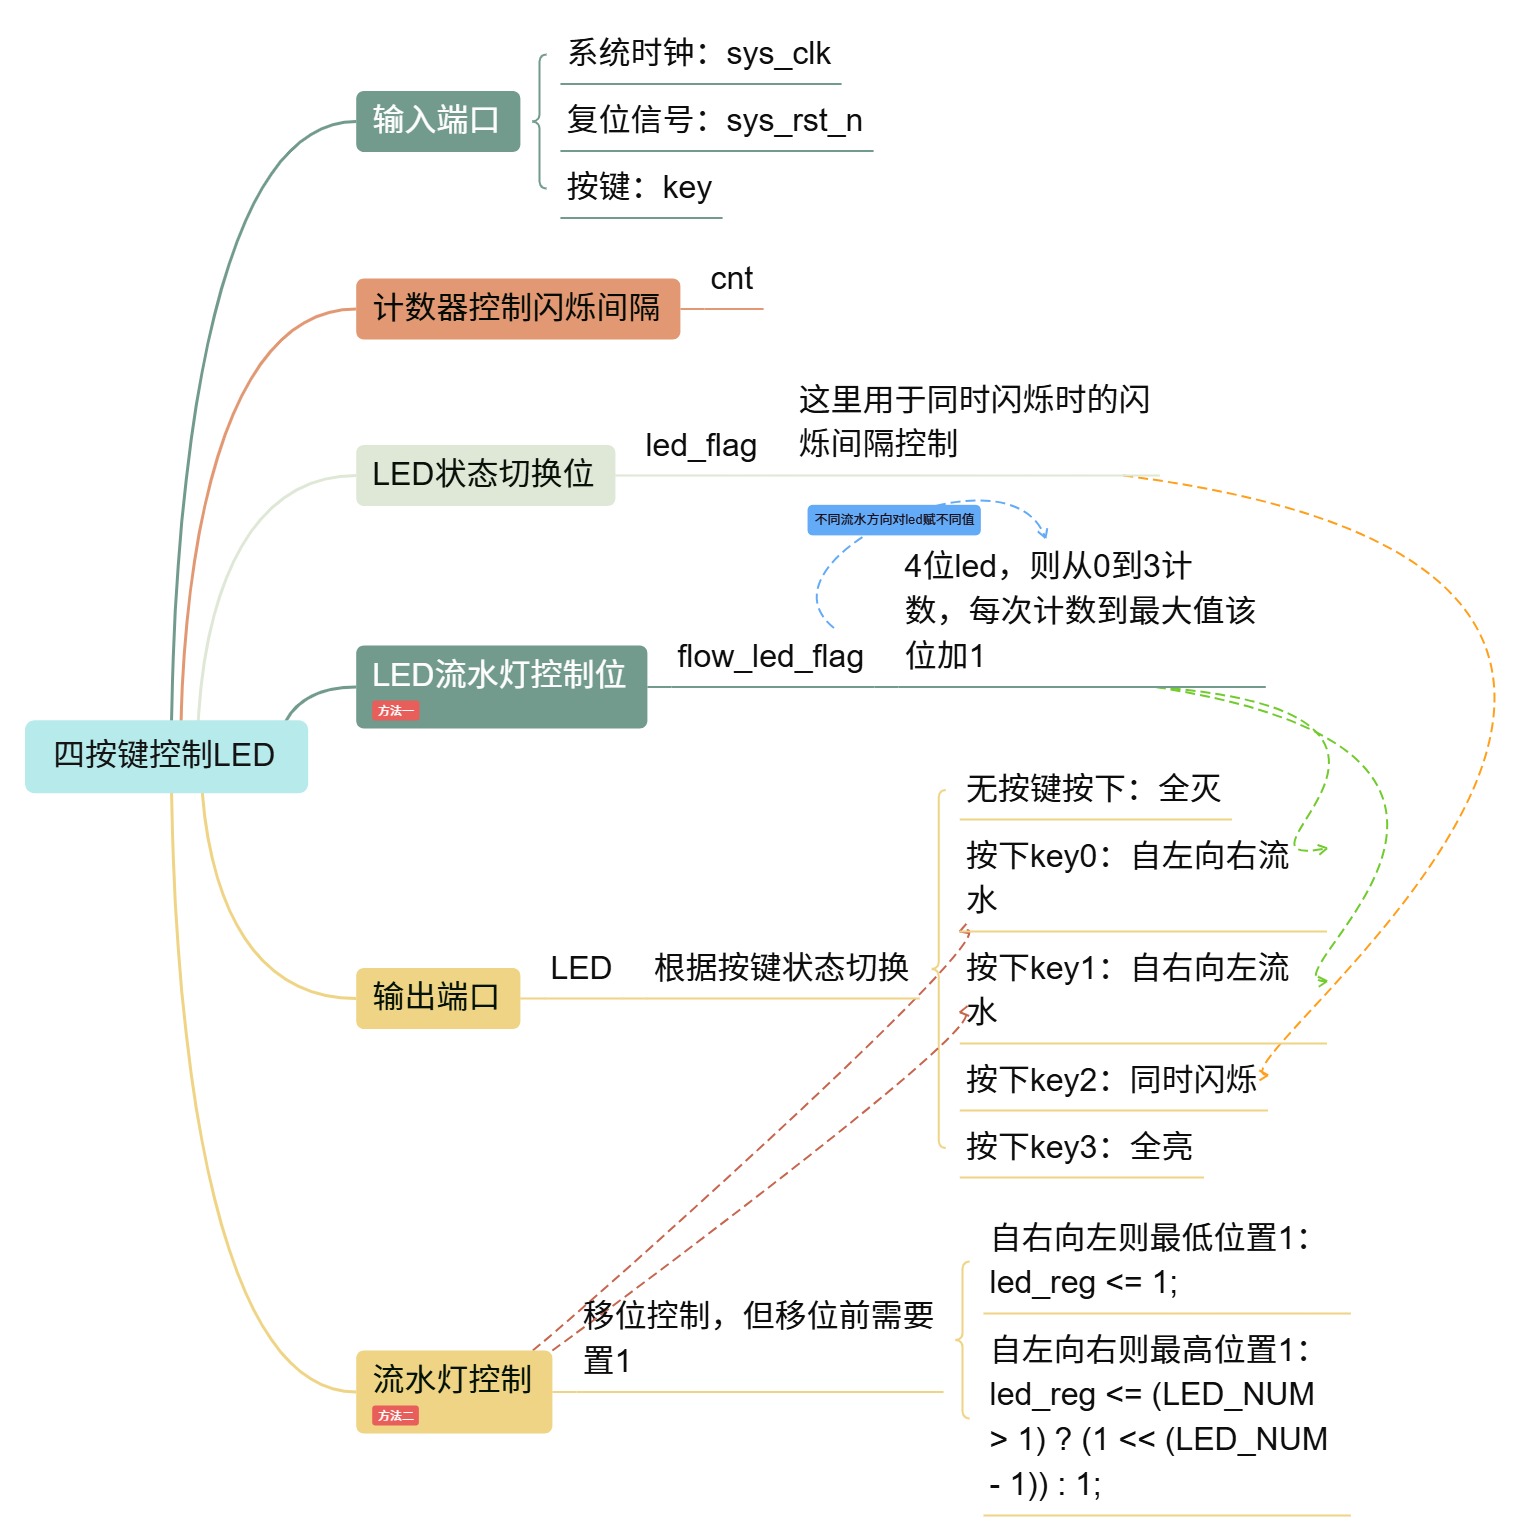 系统时钟：sys_clk
输入端口
复位信号：sys_rst_n
按键：key
计数器控制闪烁间隔
cnt
LED状态切换位
led_flag
这里用于同时闪烁时的闪
烁间隔控制
不同流水方向对led赋不同值
LED流水灯控制位
方法一
flow_led_flag
4位led，则从0到3计
数，每次计数到最大值该
位加1
四按键控制LED
输出端口
LED
根据按键状态切换
无按键按下：全灭
按下key0：自左向右流
水
按下key1：自右向左流
水
按下key2：同时闪烁
按下key3：全亮
流水灯控制
方法二
移位控制，但移位前需要
置1
自右向左则最低位置1：
led_reg <= 1;
自左向右则最高位置1：
led_reg <= (LED_NUM
> 1) ? (1 << (LED_NUM
- 1)) : 1;